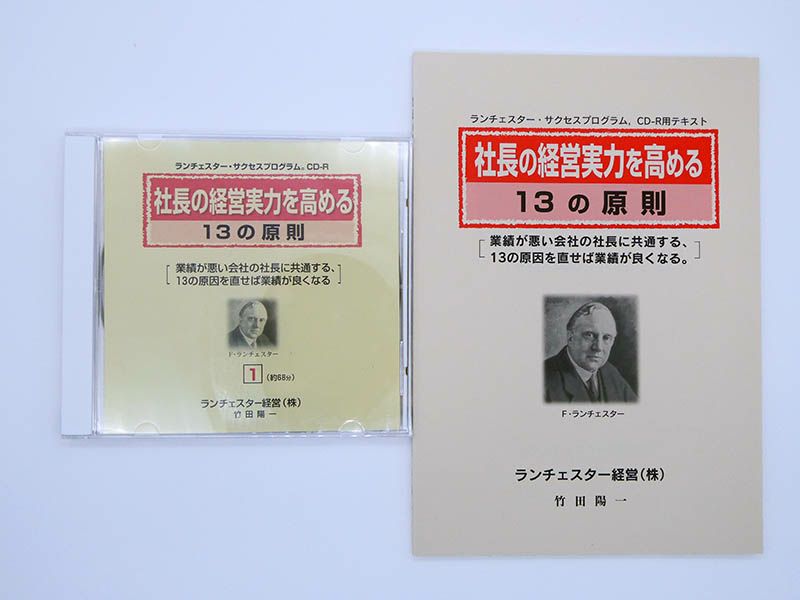 ランチェスター・サクセスプログラム® CD-R
社長の経営実力を高める
13の原則
業績が悪い会社の社長に共通する、
13の原因を直せば業績が良くなる
F・ランチェスター
1 (約68分)
ランチェスター経営(株)
竹田陽一
ランチェスター・サクセスプログラム, CD-R用テキスト
社長の経営実力を高める
13の原則
業績が悪い会社の社長に共通する、
13の原因を直せば業績が良くなる。
F・ランチェスター
ランチェスター経営(株)
竹田陽一